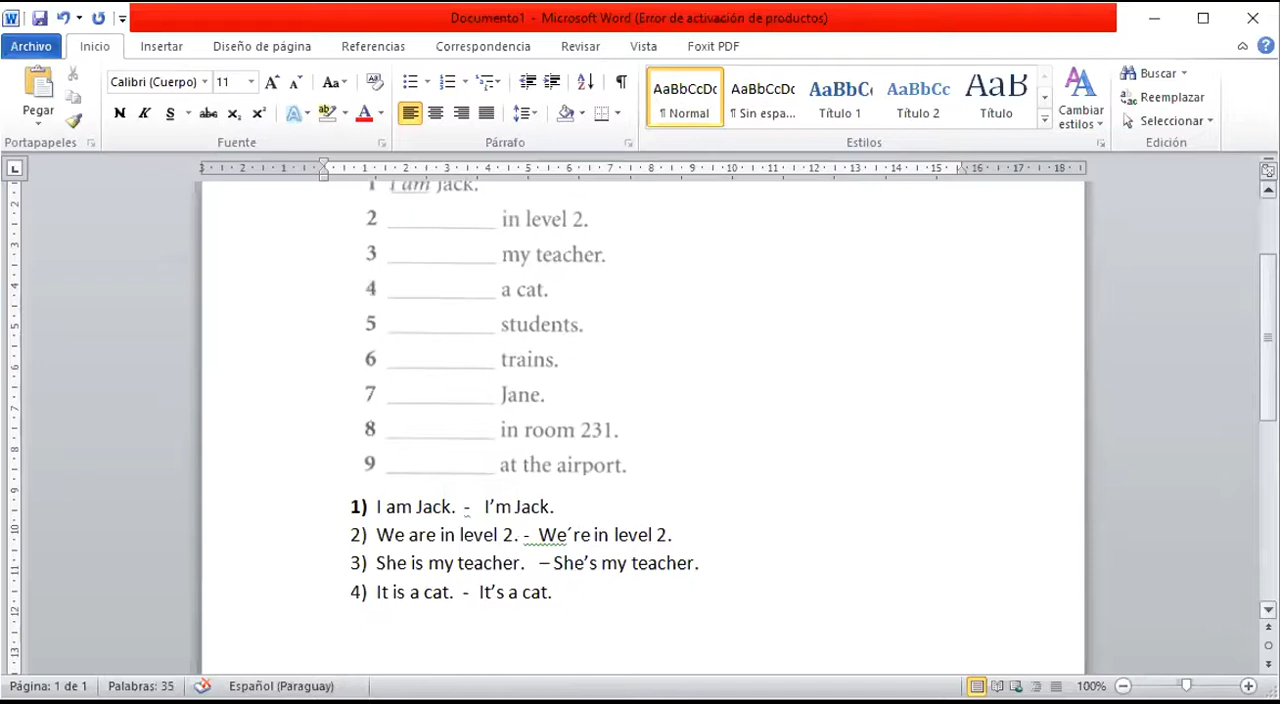 Documento1 - Microsoft Word (Error de activación de productos)
Archivo Inicio Insertar Diseño de página Referencias Correspondencia Revisar Vista Foxit PDF
Pegar
Calibri (Cuerpo) 11
AaBbCcDc AaBbCcDc AaBbC AaBbCc AaB
¶ Normal ¶ Sin espa... Título 1 Título 2 Título
Cambiar estilos
Buscar
Reemplazar
Seleccionar
Portapapeles Fuente Párrafo Estilos Edición
1 I am Jack.
2 __________ in level 2.
3 __________ my teacher.
4 __________ a cat.
5 __________ students.
6 __________ trains.
7 __________ Jane.
8 __________ in room 231.
9 __________ at the airport.
1) I am Jack. - I’m Jack.
2) We are in level 2. - We´re in level 2.
3) She is my teacher. – She’s my teacher.
4) It is a cat. - It’s a cat.
Página: 1 de 1 Palabras: 35 Español (Paraguay) 100%